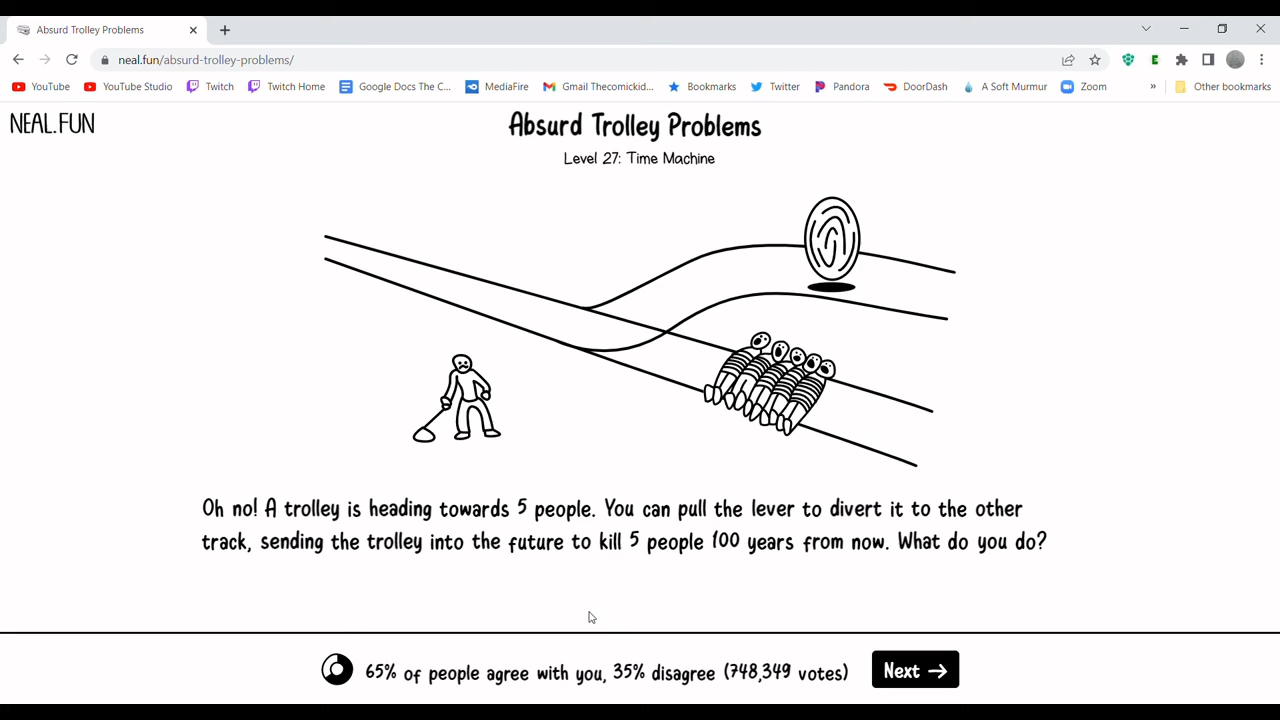 Absurd Trolley Problems
neal.fun/absurd-trolley-problems/
YouTube YouTube Studio Twitch Twitch Home Google Docs The C... MediaFire Gmail Thecomickid... Bookmarks Twitter Pandora DoorDash A Soft Murmur Zoom » Other bookmarks
NEAL.FUN
Absurd Trolley Problems
Level 27: Time Machine
Oh no! A trolley is heading towards 5 people. You can pull the lever to divert it to the other
track, sending the trolley into the future to kill 5 people 100 years from now. What do you do?
65% of people agree with you, 35% disagree (748,349 votes) Next →